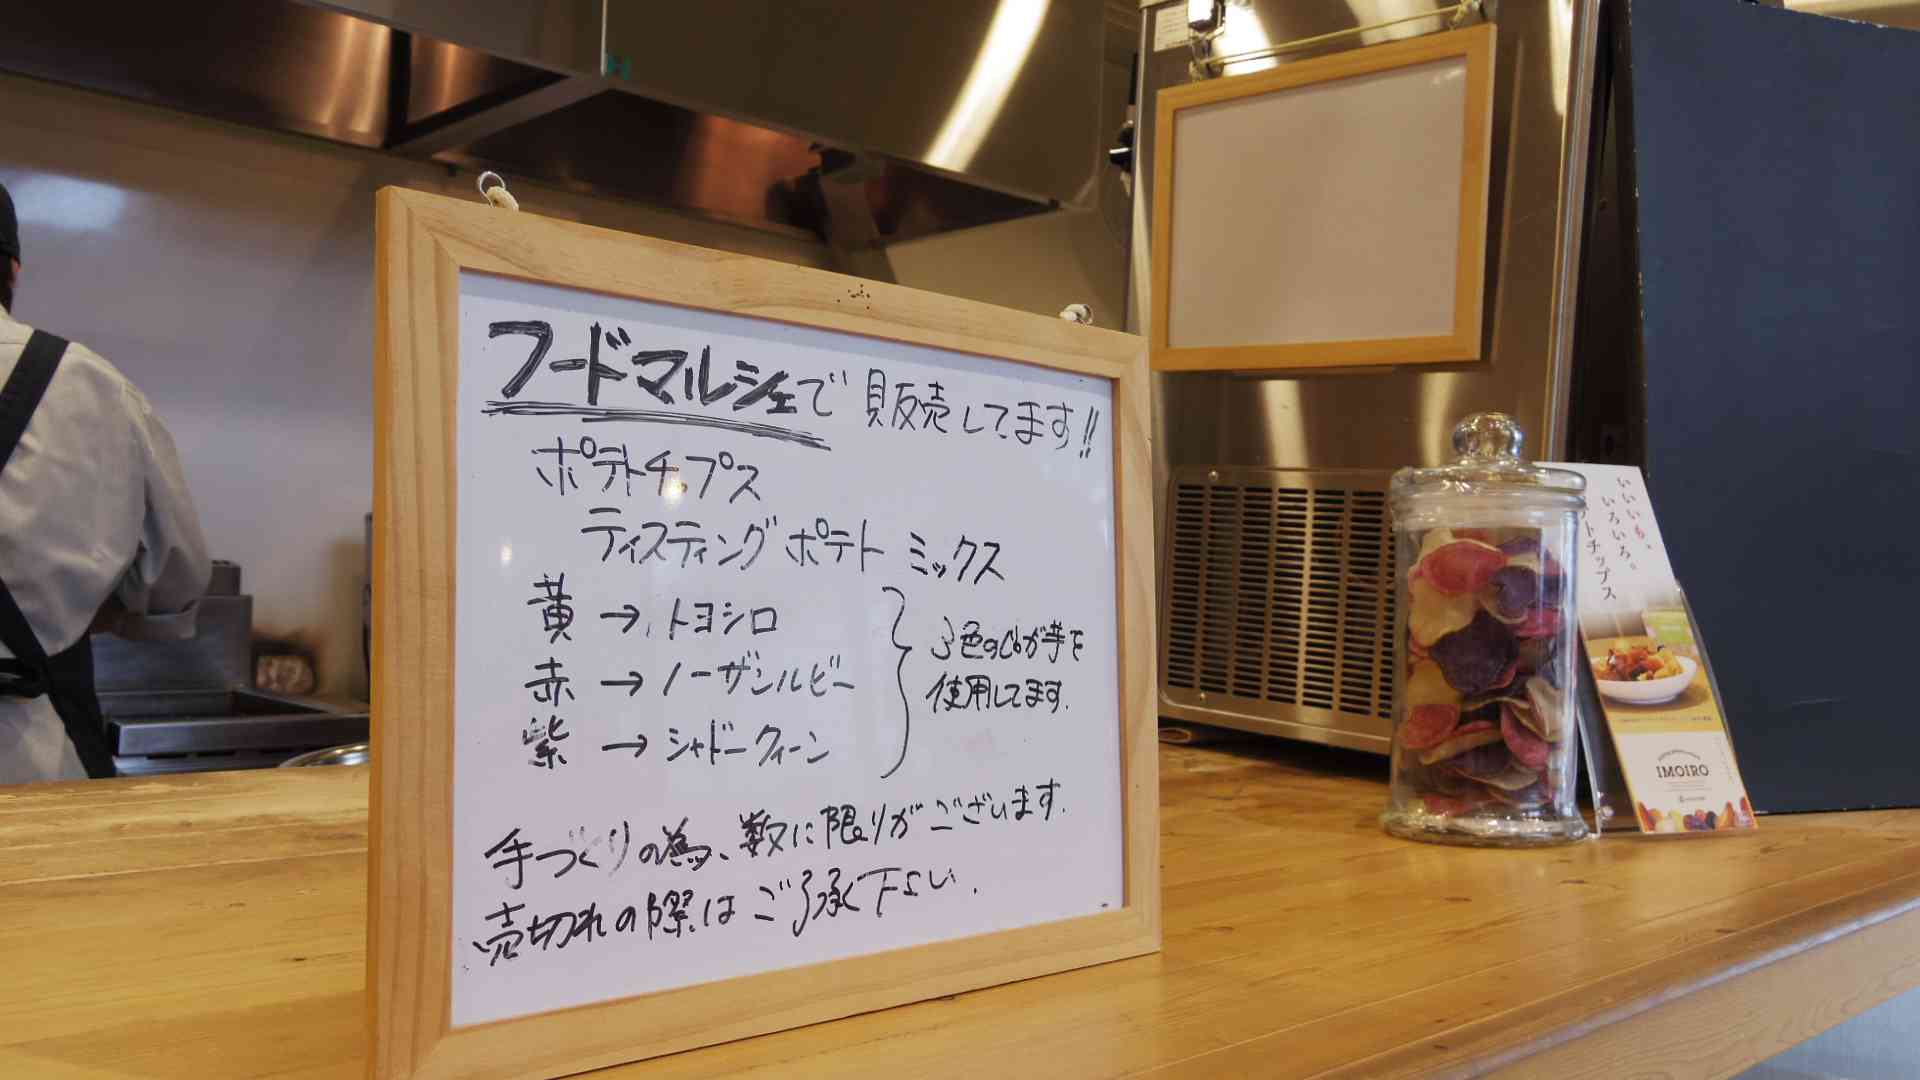 フードマルシェで販売してます!!
ポテトチップス
ティスティングポテトミックス
黄→トヨシロ
赤→ノーザンルビー
紫→シャドークィーン
3色のじゃが芋を
使用してます.
手づくりの為、数に限りがございます.
売切れの際はご了承下さい.
いいいも。
いろいろ。
トチップス
IMOIRO